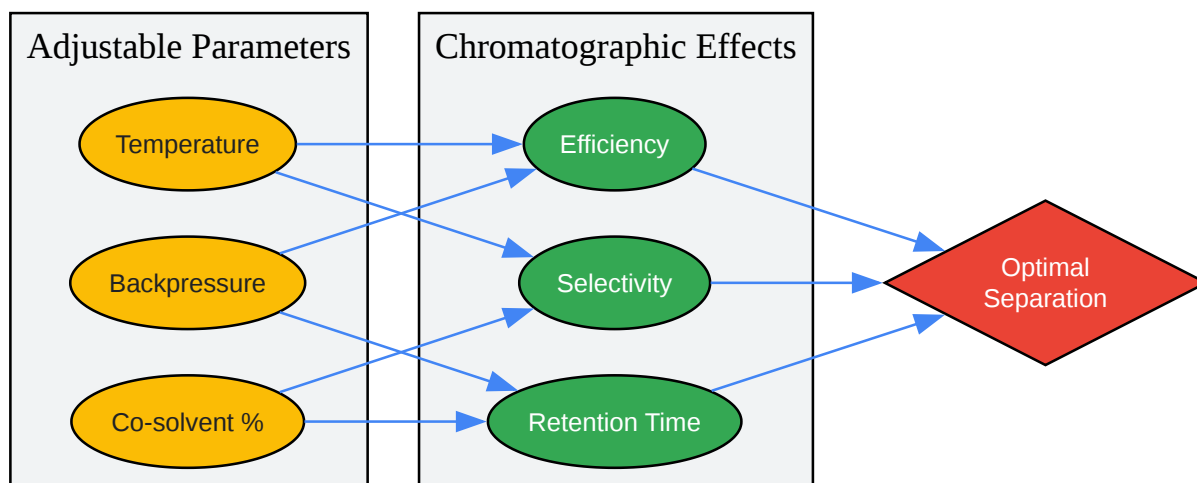 Adjustable Parameters
Chromatographic Effects
Temperature
Efficiency
Backpressure
Selectivity
Optimal
Separation
Co-solvent %
Retention Time